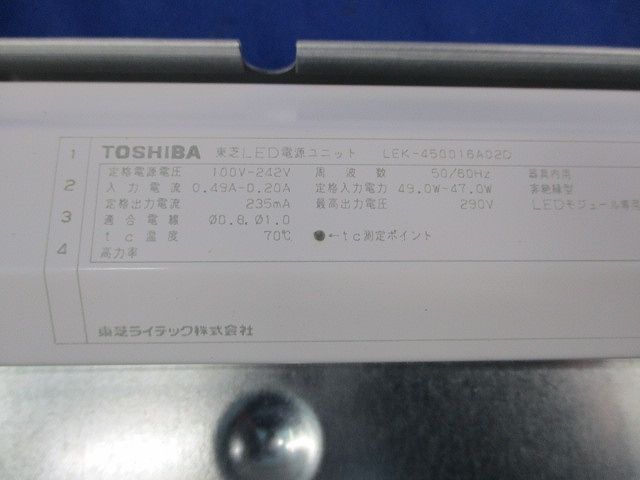 1 TOSHIBA 東芝LED電源ユニット LEK-450016A02D
定格電源電圧 100V-242V 周波数 50/60Hz 器具内用
2 入力電流 0.49A-0.20A 定格入力電力 49.0W-47.0W 非絶縁型
定格出力電流 235mA 最高出力電圧 290V LEDモジュール専用
3 適合電線 Ø0.8,Ø1.0
tc温度 70℃ ●←tc測定ポイント
4 高力率
東芝ライテック株式会社